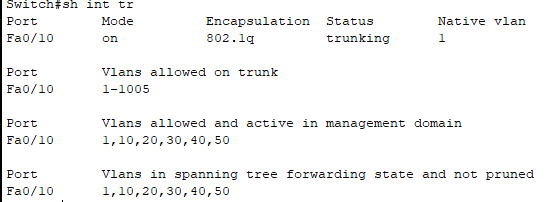 Switch#sh int tr
Port Mode Encapsulation Status Native vlan
Fa0/10 on 802.1q trunking 1
Port Vlans allowed on trunk
Fa0/10 1-1005
Port Vlans allowed and active in management domain
Fa0/10 1,10,20,30,40,50
Port Vlans in spanning tree forwarding state and not pruned
Fa0/10 1,10,20,30,40,50